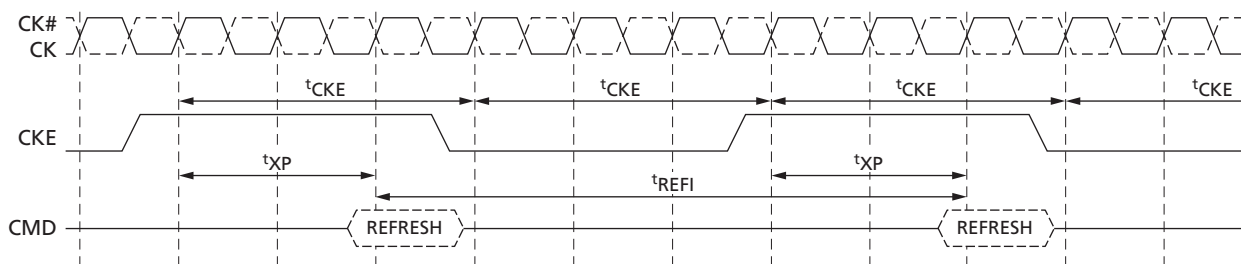 CK#
CK
tCKE tCKE tCKE tCKE
CKE
tXP tXP
tREFI
CMD REFRESH REFRESH